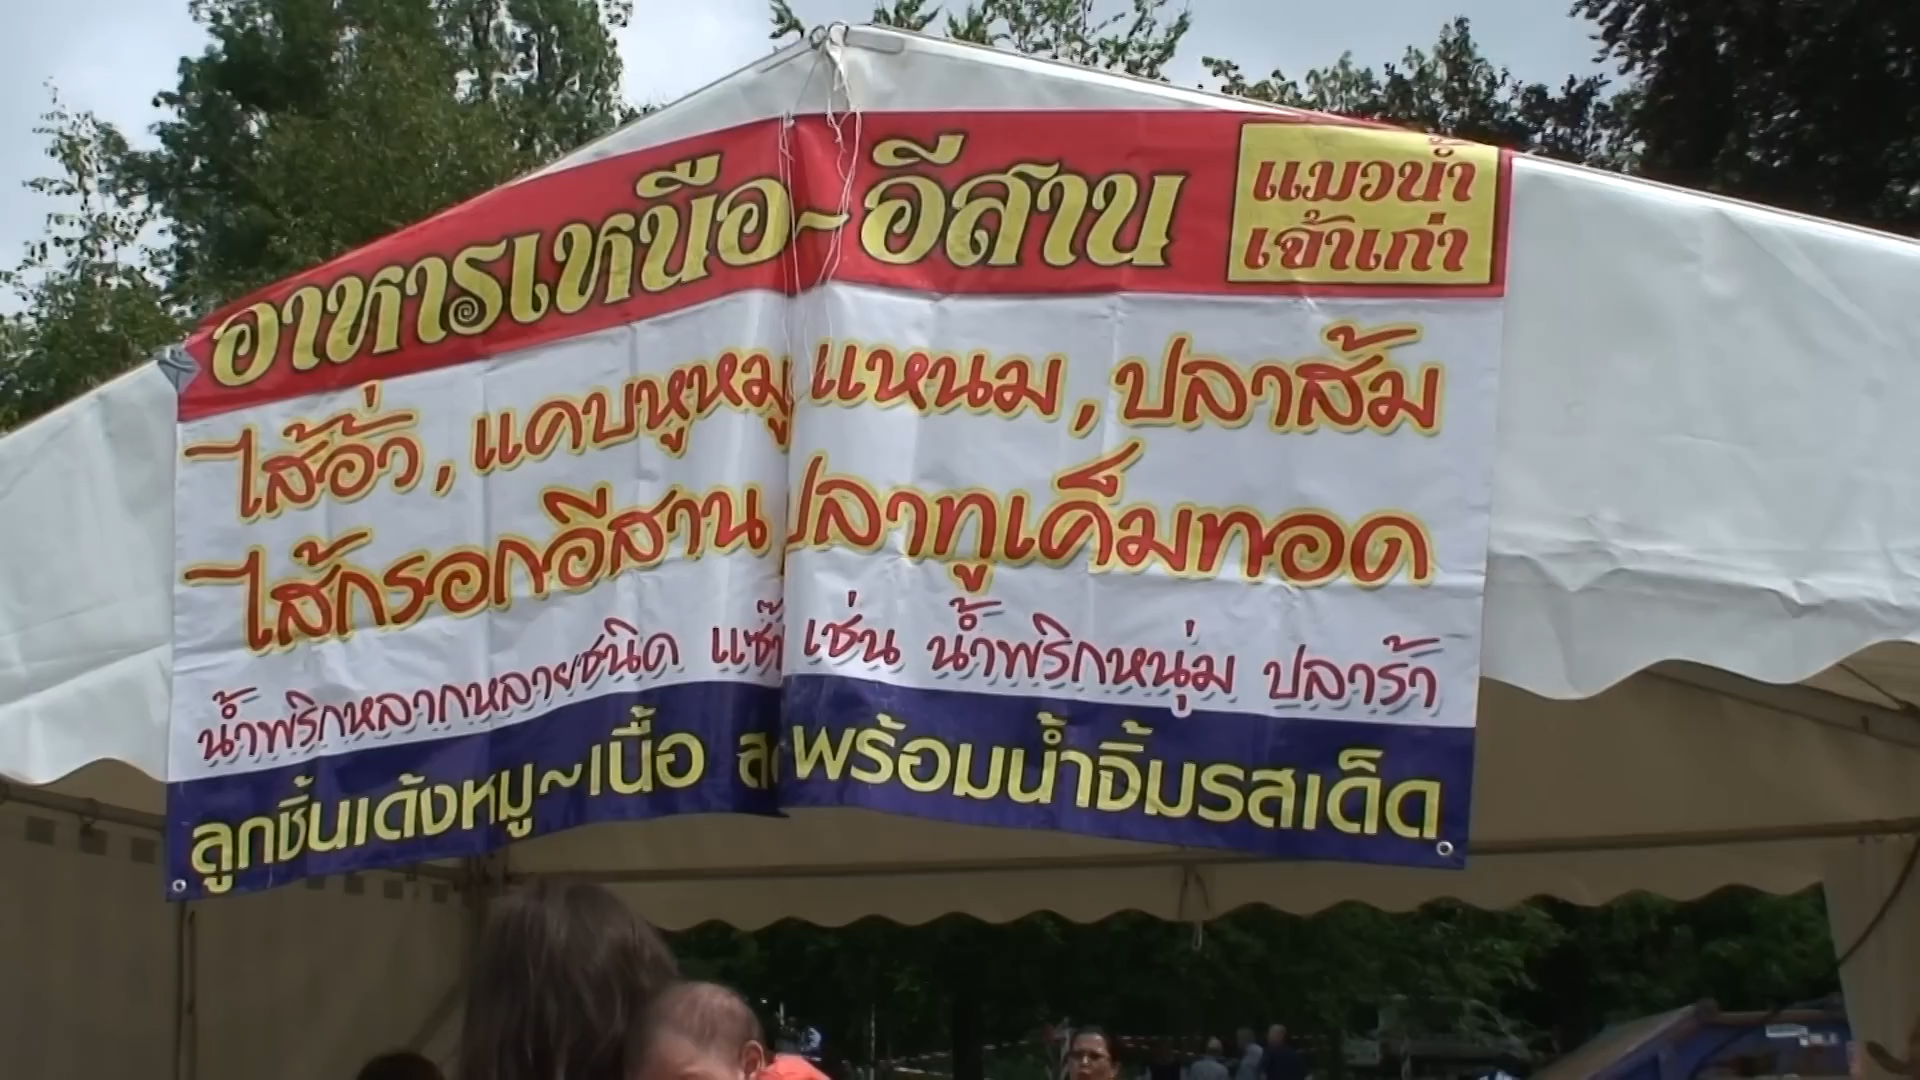 อาหารเหนือ~อีสาน
แมวน้ำ
เจ้าเก่า
ไส้อั่ว, แคบหูหมู แหนม, ปลาส้ม
ไส้กรอกอีสาน ปลาทูเค็มทอด
น้ำพริกหลากหลายชนิด เช่น น้ำพริกหนุ่ม ปลาร้า
ลูกชิ้นเด้งหมู~เนื้อ พร้อมน้ำจิ้มรสเด็ด